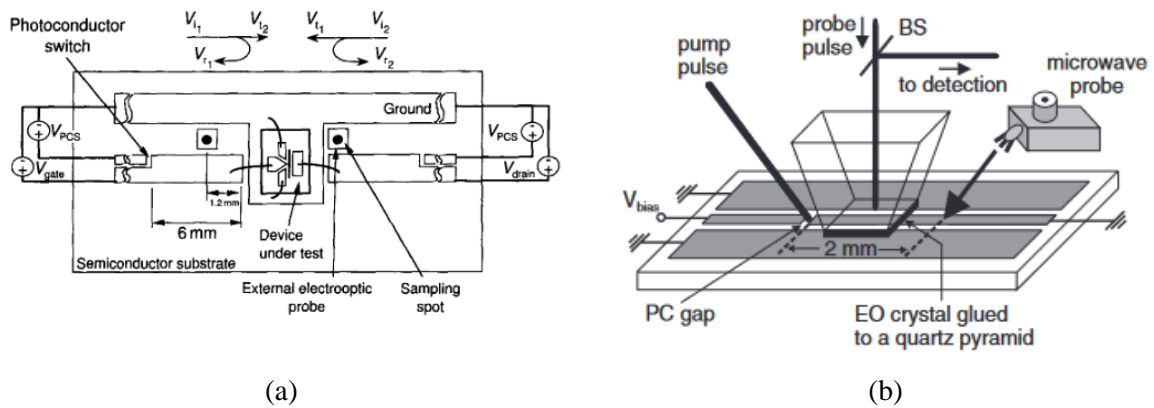 Photoconductor
switch
V_i1 V_t2 V_t1 V_i2
V_r1 V_r2
Ground
V_PCS V_PCS
V_gate V_drain
1.2 mm
6 mm
Device
under test
Semiconductor substrate
External electrooptic
probe
Sampling
spot
(a)
pump
pulse
probe
pulse
BS
to detection
microwave
probe
V_bias
2 mm
PC gap
EO crystal glued
to a quartz pyramid
(b)